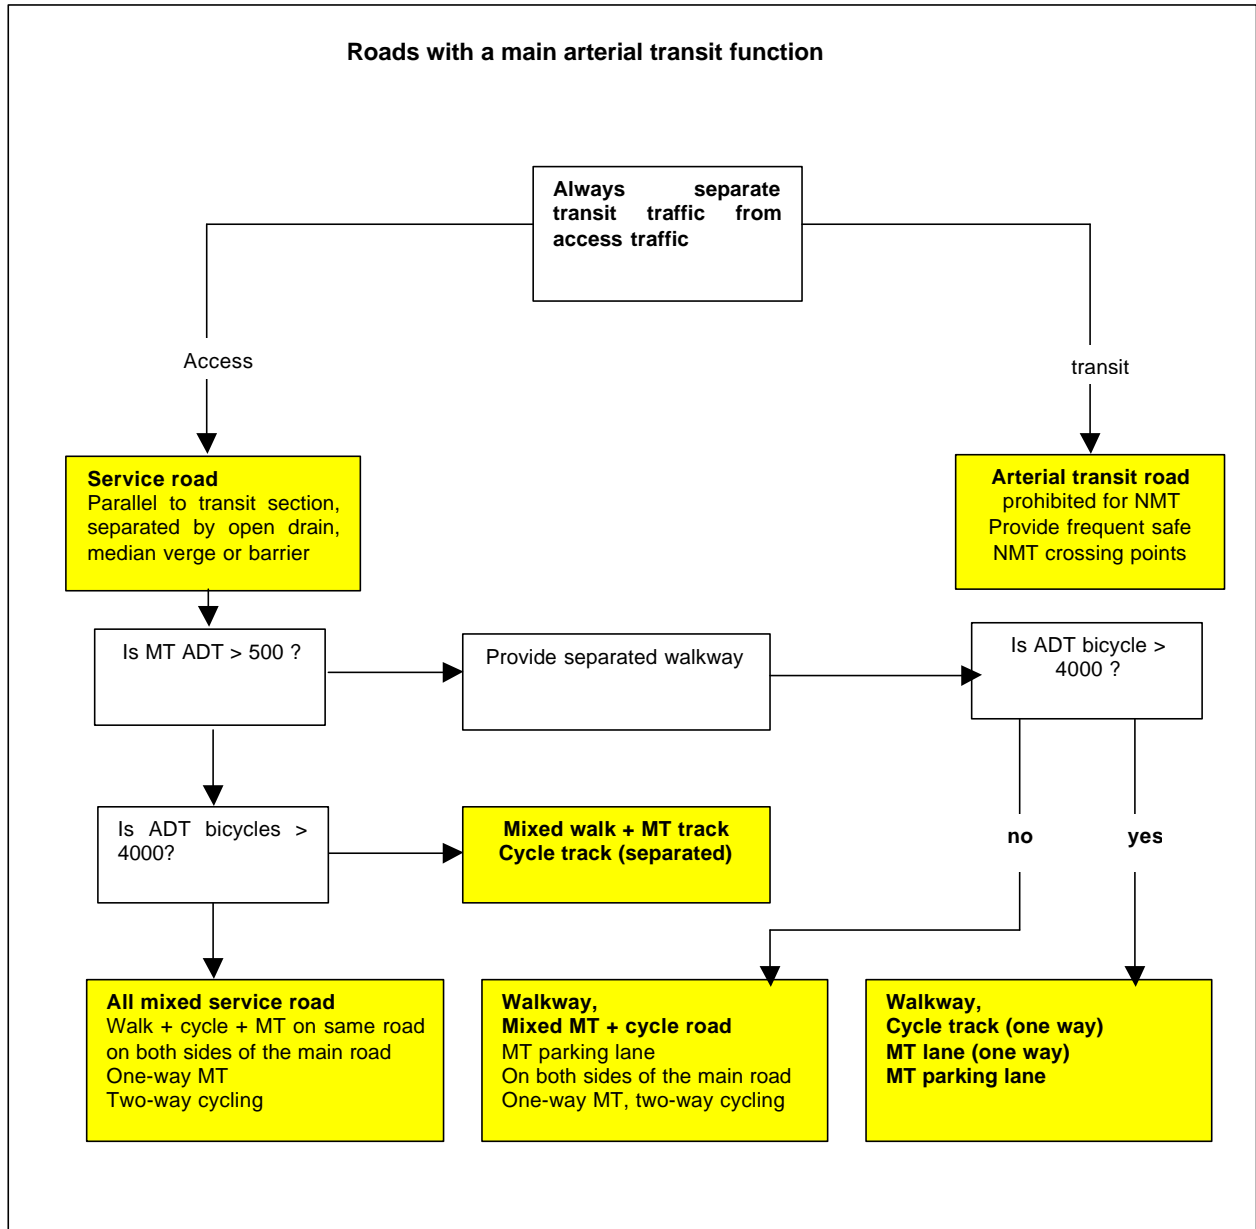 Roads with a main arterial transit function
Always separate
transit traffic from
access traffic
Access
transit
Service road
Parallel to transit section,
separated by open drain,
median verge or barrier
Arterial transit road
prohibited for NMT
Provide frequent safe
NMT crossing points
Is MT ADT > 500 ?
Provide separated walkway
Is ADT bicycle >
4000 ?
Is ADT bicycles >
4000?
Mixed walk + MT track
Cycle track (separated)
no
yes
All mixed service road
Walk + cycle + MT on same road
on both sides of the main road
One-way MT
Two-way cycling
Walkway,
Mixed MT + cycle road
MT parking lane
On both sides of the main road
One-way MT, two-way cycling
Walkway,
Cycle track (one way)
MT lane (one way)
MT parking lane